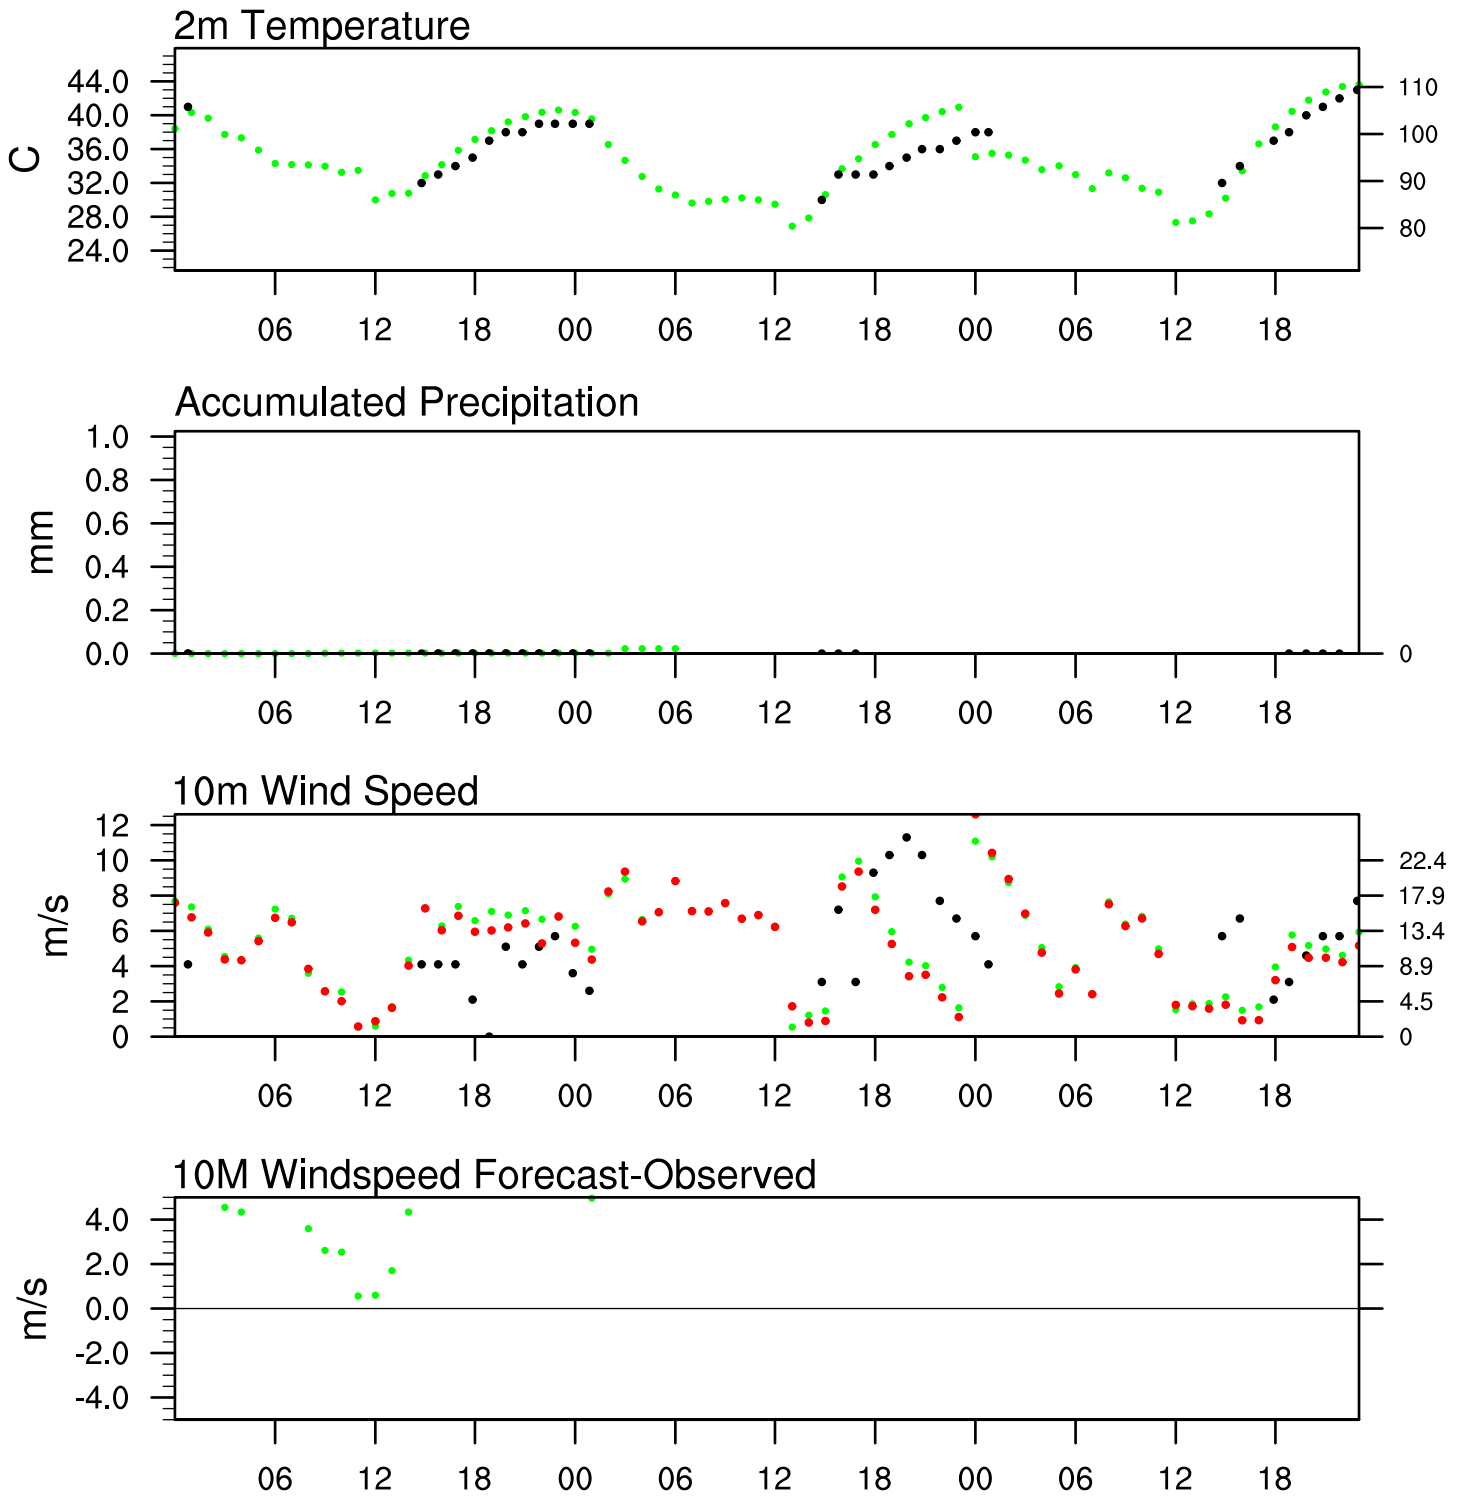 2m Temperature
44.0
40.0
36.0
32.0
28.0
24.0
C
110
100
90
80
06 12 18 00 06 12 18 00 06 12 18
Accumulated Precipitation
1.0
0.8
0.6
0.4
0.2
0.0
mm
0
06 12 18 00 06 12 18 00 06 12 18
10m Wind Speed
12
10
8
6
4
2
0
m/s
22.4
17.9
13.4
8.9
4.5
0
06 12 18 00 06 12 18 00 06 12 18
10M Windspeed Forecast-Observed
4.0
2.0
0.0
-2.0
-4.0
m/s
06 12 18 00 06 12 18 00 06 12 18